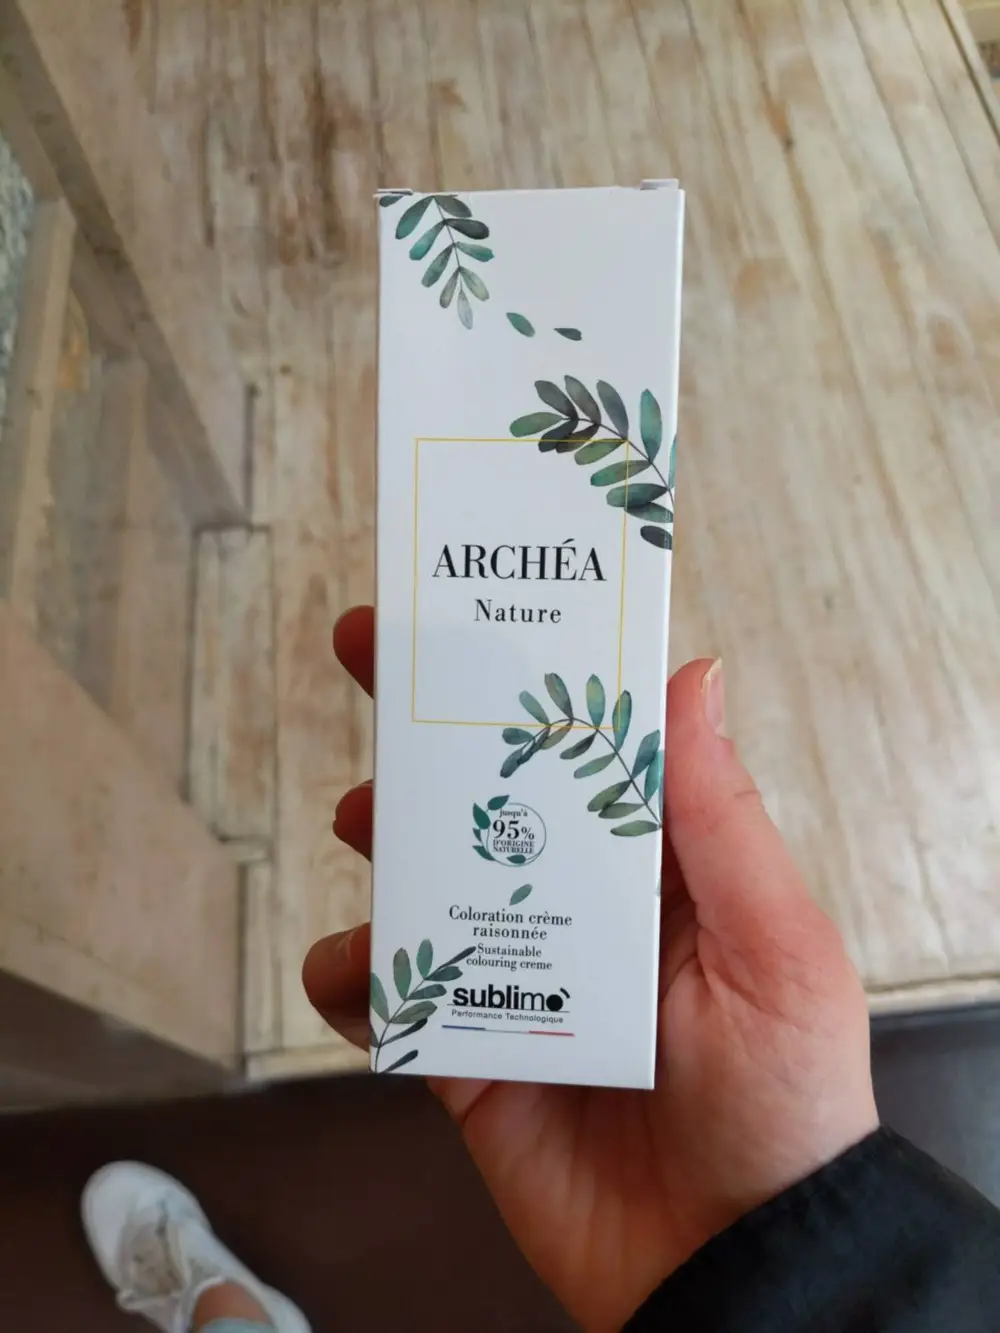 ARCHÉA
Nature
jusqu'à
95%
D'ORIGINE
NATURELLE
Coloration crème
raisonnée
Sustainable
colouring creme
sublimo
Performance Technologique